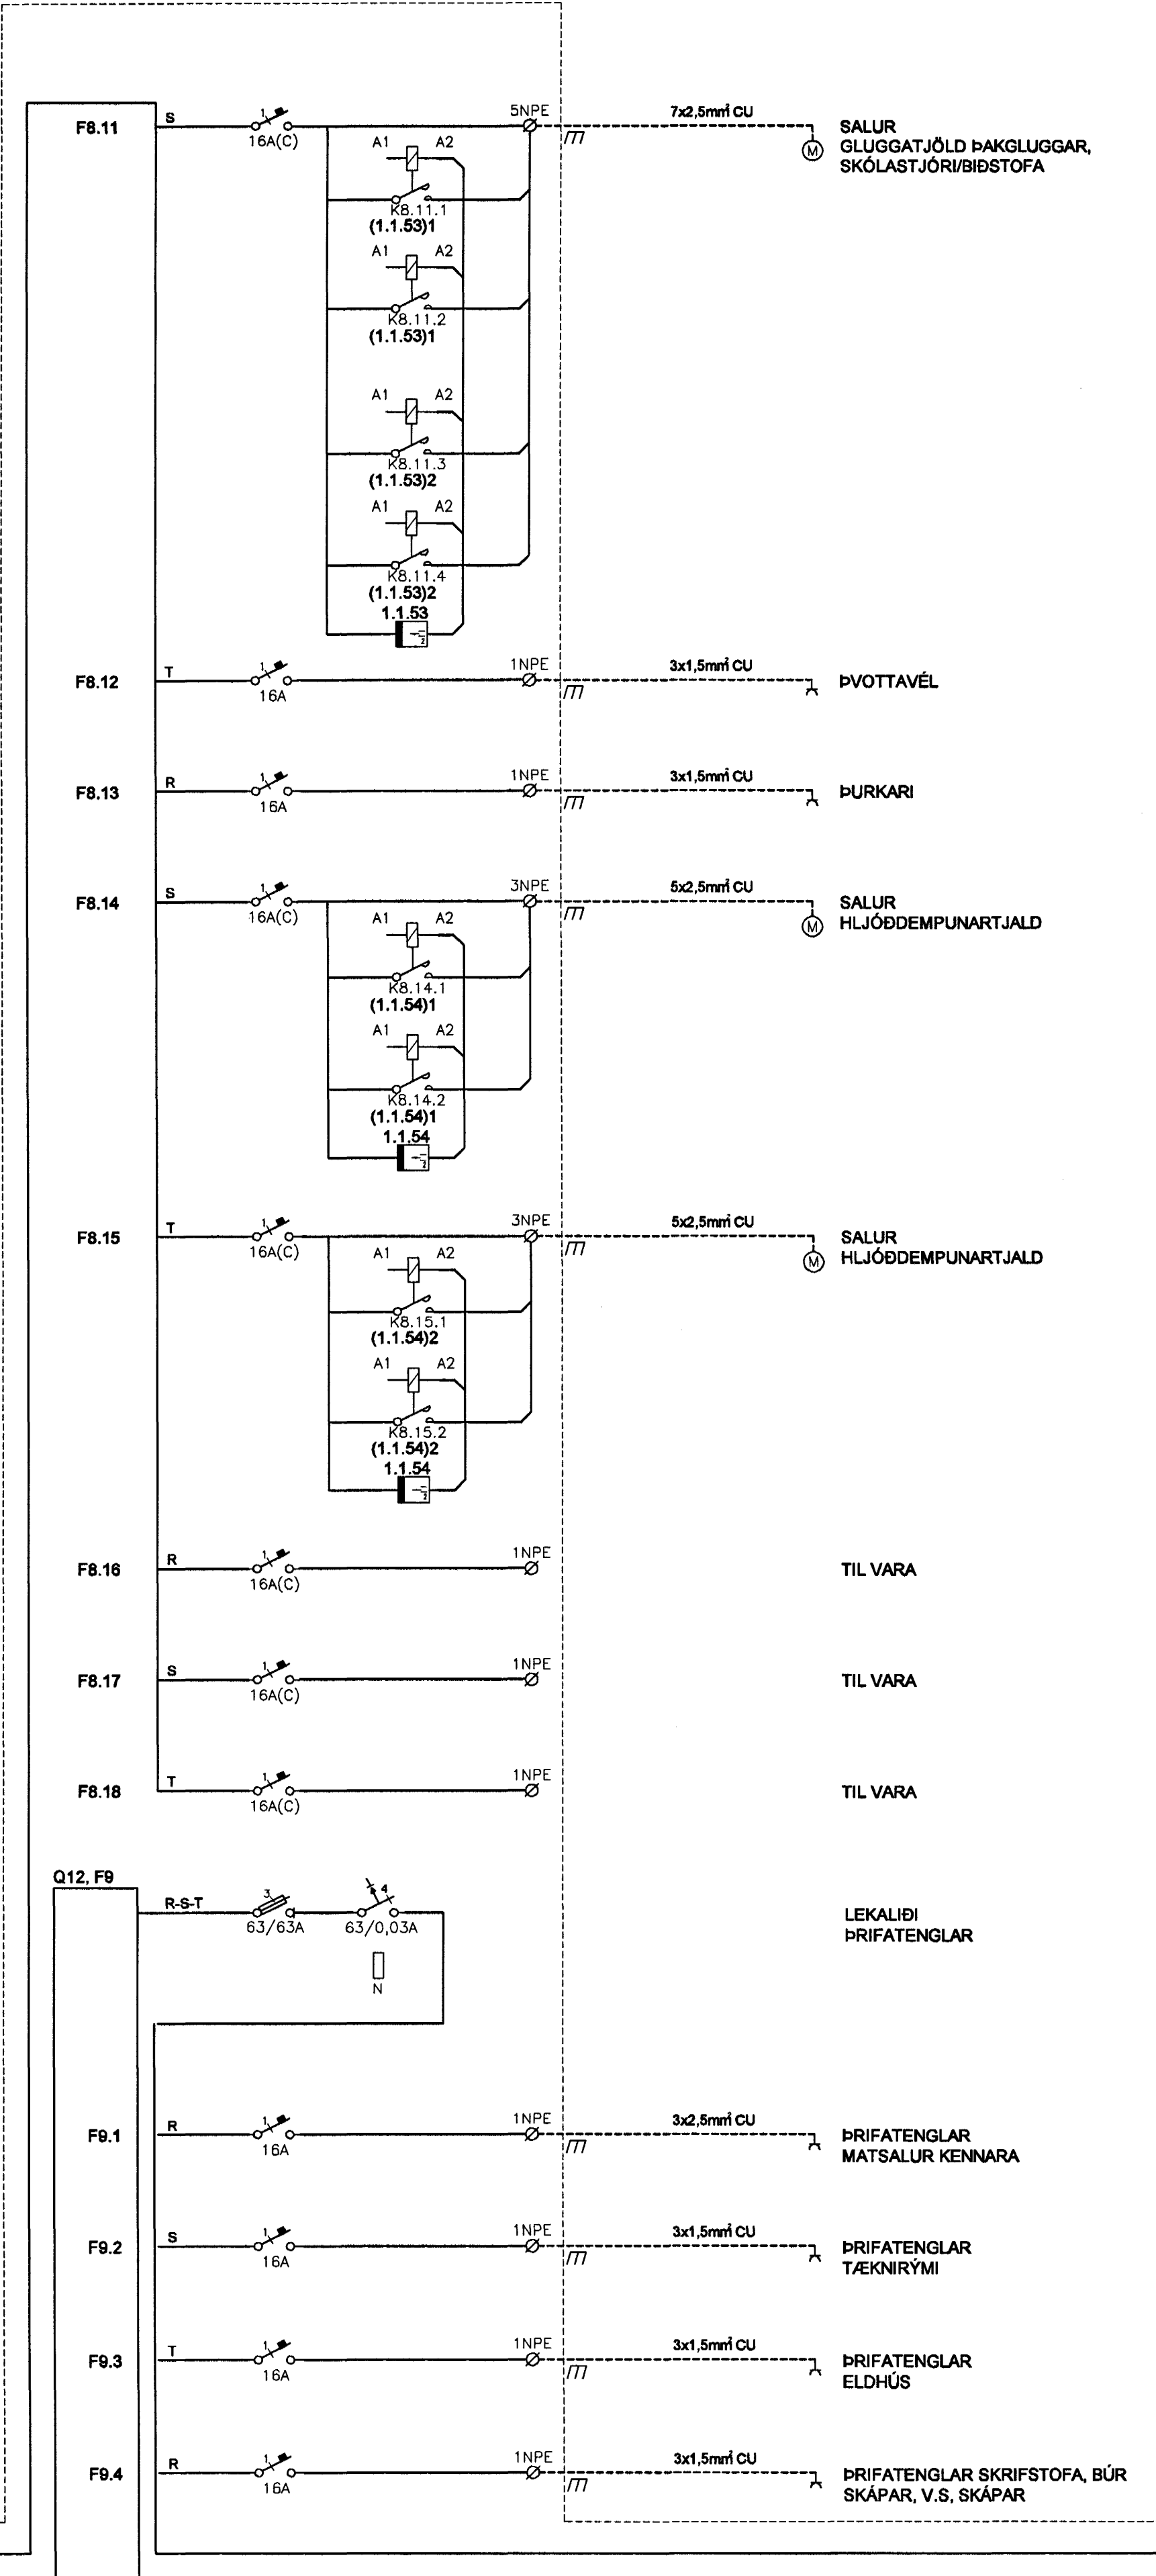 F8.11
S
1
16A(C)
5NPE
7x2,5mm² CU
M
SALUR
GLUGGATJÖLD ÞAKGLUGGAR,
SKÓLASTJÓRI/BIÐSTOFA
A1 A2
K8.11.1
(1.1.53)1
A1 A2
K8.11.2
(1.1.53)1
A1 A2
K8.11.3
(1.1.53)2
A1 A2
K8.11.4
(1.1.53)2
1.1.53
2
F8.12
T
1
16A
1NPE
3x1,5mm² CU
ÞVOTTAVÉL
F8.13
R
1
16A
1NPE
3x1,5mm² CU
ÞURKARI
F8.14
S
1
16A(C)
3NPE
5x2,5mm² CU
M
SALUR
HLJÓÐDEMPUNARTJALD
A1 A2
K8.14.1
(1.1.54)1
A1 A2
K8.14.2
(1.1.54)1
1.1.54
2
F8.15
T
1
16A(C)
3NPE
5x2,5mm² CU
M
SALUR
HLJÓÐDEMPUNARTJALD
A1 A2
K8.15.1
(1.1.54)2
A1 A2
K8.15.2
(1.1.54)2
1.1.54
2
F8.16
R
1
16A(C)
1NPE
TIL VARA
F8.17
S
1
16A(C)
1NPE
TIL VARA
F8.18
T
1
16A(C)
1NPE
TIL VARA
Q12, F9
R-S-T
3
63/63A
4
63/0,03A
N
LEKALIÐI
ÞRIFATENGLAR
F9.1
R
1
16A
1NPE
3x2,5mm² CU
ÞRIFATENGLAR
MATSALUR KENNARA
F9.2
S
1
16A
1NPE
3x1,5mm² CU
ÞRIFATENGLAR
TÆKNIRÝMI
F9.3
T
1
16A
1NPE
3x1,5mm² CU
ÞRIFATENGLAR
ELDHÚS
F9.4
R
1
16A
1NPE
3x1,5mm² CU
ÞRIFATENGLAR SKRIFSTOFA, BÚR
SKÁPAR, V.S, SKÁPAR